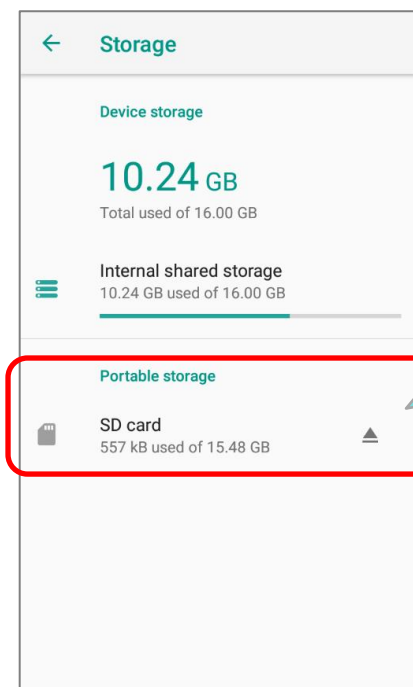 Storage
Device storage
10.24 GB
Total used of 16.00 GB
Internal shared storage
10.24 GB used of 16.00 GB
Portable storage
SD card
557 kB used of 15.48 GB